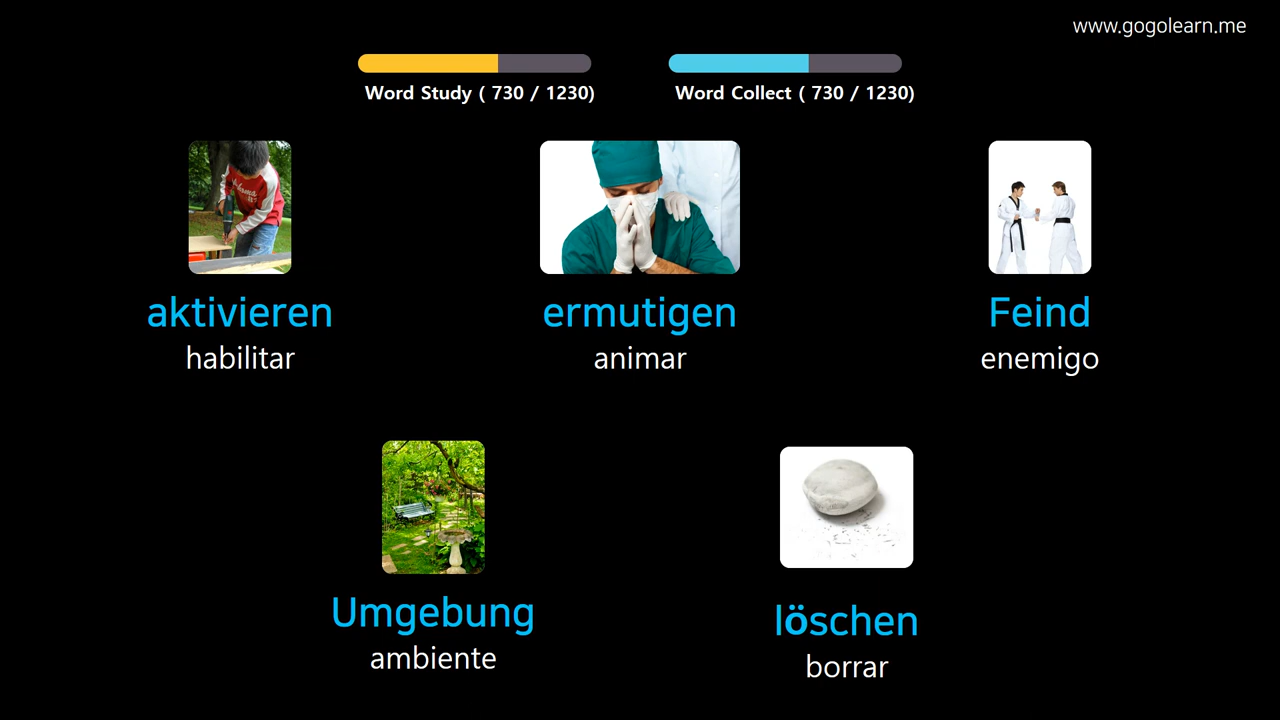 www.gogolearn.me
Word Study ( 730 / 1230)
Word Collect ( 730 / 1230)
aktivieren
habilitar
ermutigen
animar
Feind
enemigo
Umgebung
ambiente
löschen
borrar